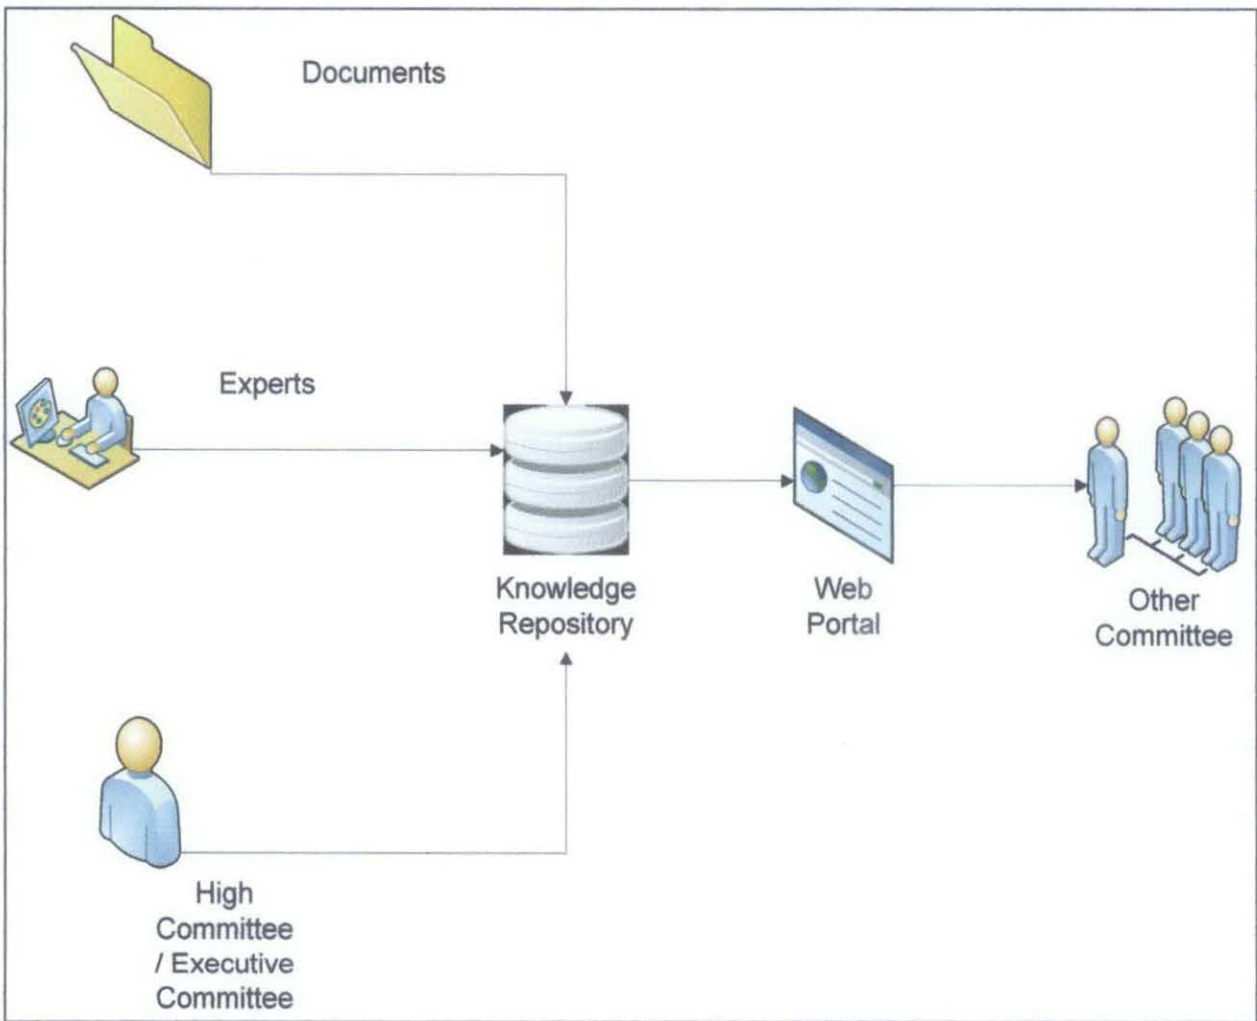 Documents
Experts
Knowledge
Repository
Web
Portal
Other
Committee
High
Committee
/ Executive
Committee